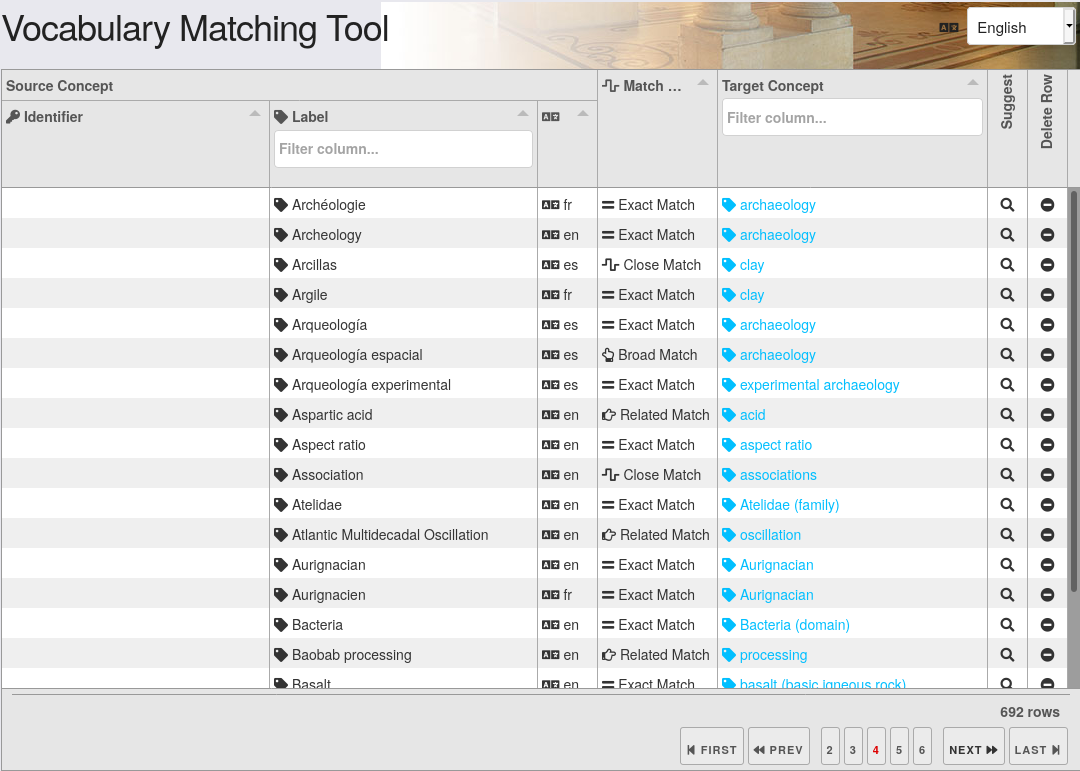 Vocabulary Matching Tool
English
Source Concept
Match ...
Target Concept
Suggest
Delete Row
Identifier
Label
Filter column...
Filter column...
Archéologie fr Exact Match archaeology
Archeology en Exact Match archaeology
Arcillas es Close Match clay
Argile fr Exact Match clay
Arqueología es Exact Match archaeology
Arqueología espacial es Broad Match archaeology
Arqueología experimental es Exact Match experimental archaeology
Aspartic acid en Related Match acid
Aspect ratio en Exact Match aspect ratio
Association en Close Match associations
Atelidae en Exact Match Atelidae (family)
Atlantic Multidecadal Oscillation en Related Match oscillation
Aurignacian en Exact Match Aurignacian
Aurignacien fr Exact Match Aurignacian
Bacteria en Exact Match Bacteria (domain)
Baobab processing en Related Match processing
Basalt en Exact Match basalt (basic igneous rock)
692 rows
FIRST PREV 2 3 4 5 6 NEXT LAST